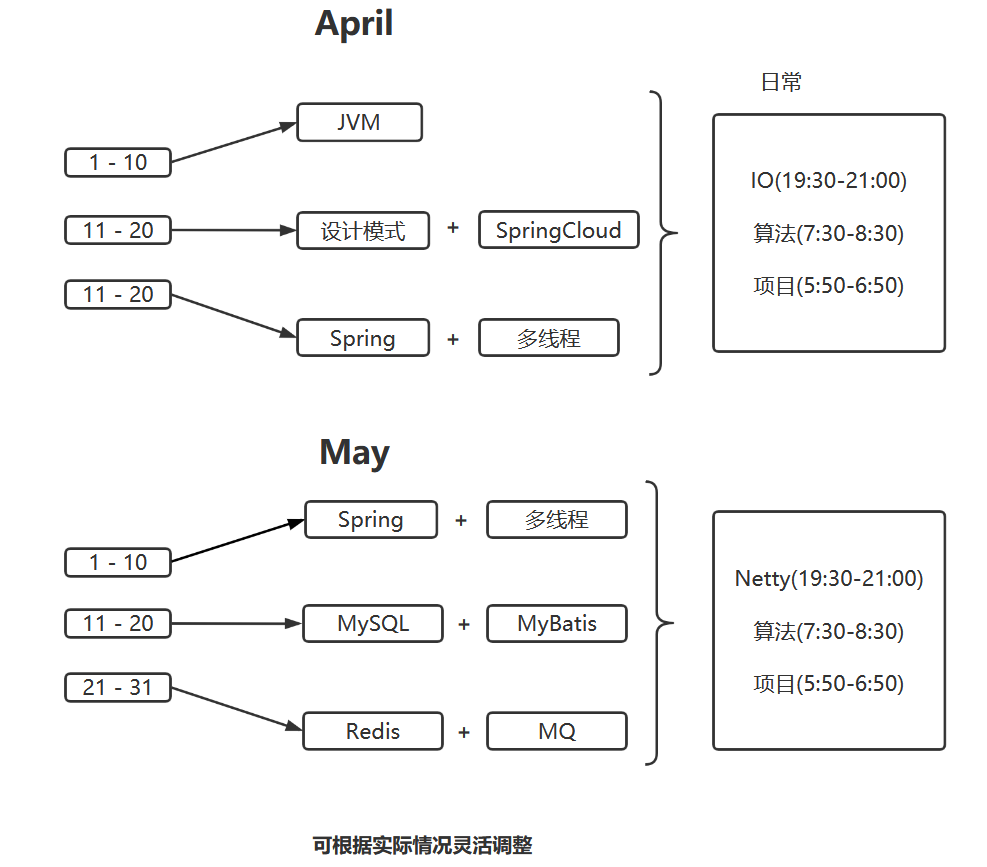 April
日常
1 - 10
JVM
11 - 20
设计模式 + SpringCloud
11 - 20
Spring + 多线程
IO(19:30-21:00)
算法(7:30-8:30)
项目(5:50-6:50)
May
1 - 10
Spring + 多线程
11 - 20
MySQL + MyBatis
21 - 31
Redis + MQ
Netty(19:30-21:00)
算法(7:30-8:30)
项目(5:50-6:50)
可根据实际情况灵活调整